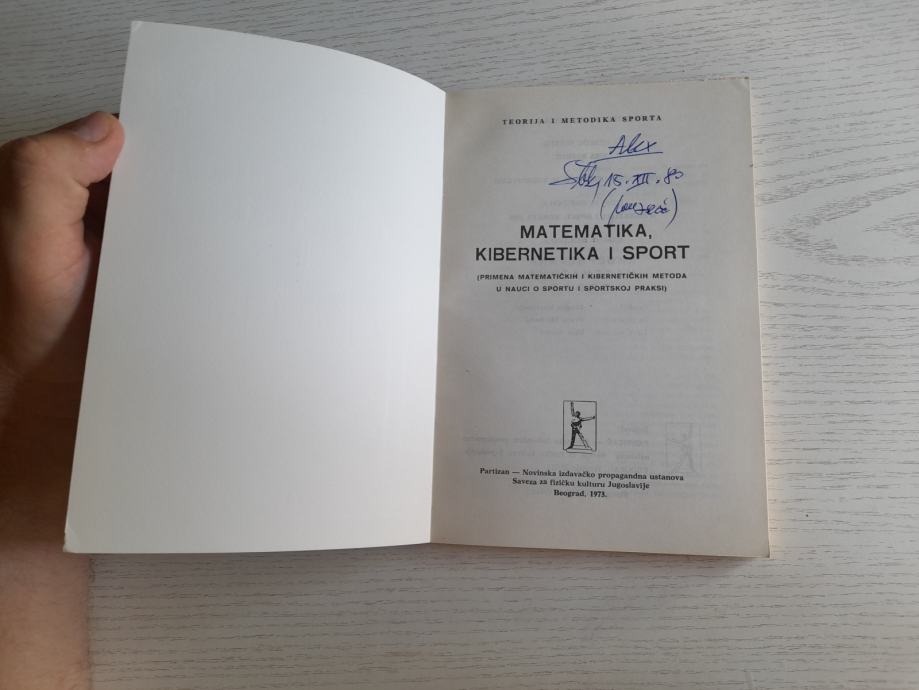 TEORIJA I METODIKA SPORTA
Alex
15. XII. 80
MATEMATIKA,
KIBERNETIKA I SPORT
(PRIMENA MATEMATIČKIH I KIBERNETIČKIH METODA
U NAUCI O SPORTU I SPORTSKOJ PRAKSI)
Partizan — Novinska izdavačko propagandna ustanova
Saveza za fizičku kulturu Jugoslavije
Beograd, 1973.